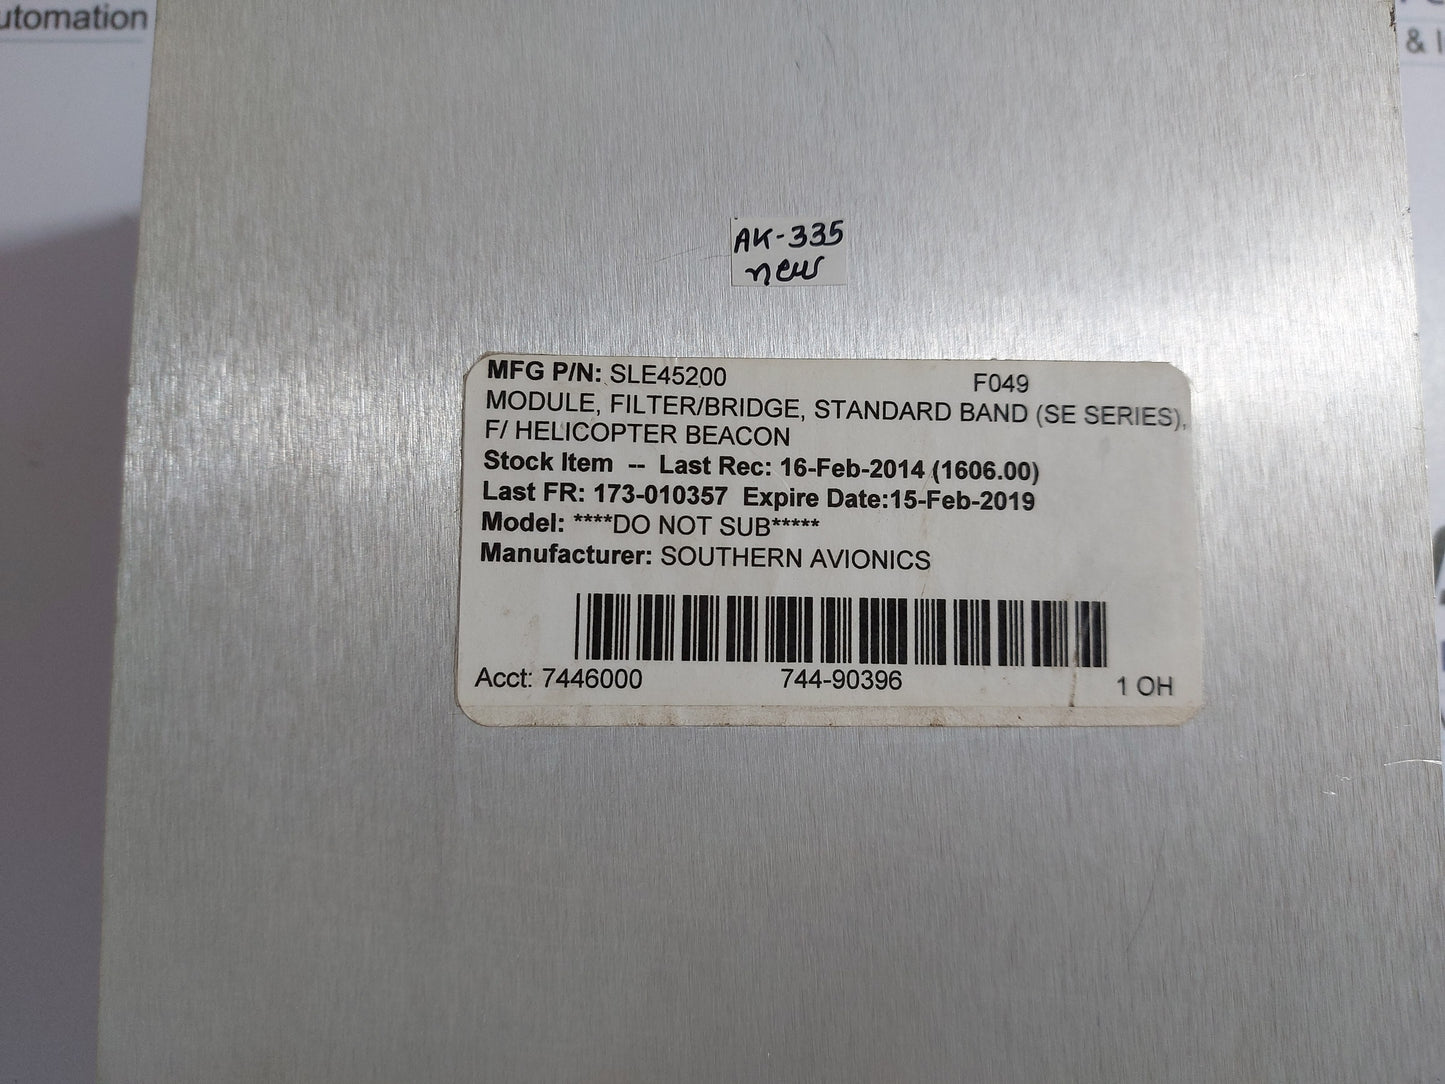 utomation
& I
AK-335
new
MFG P/N: SLE45200 F049
MODULE, FILTER/BRIDGE, STANDARD BAND (SE SERIES),
F/ HELICOPTER BEACON
Stock Item -- Last Rec: 16-Feb-2014 (1606.00)
Last FR: 173-010357 Expire Date:15-Feb-2019
Model: ****DO NOT SUB*****
Manufacturer: SOUTHERN AVIONICS
Acct: 7446000 744-90396 1 OH